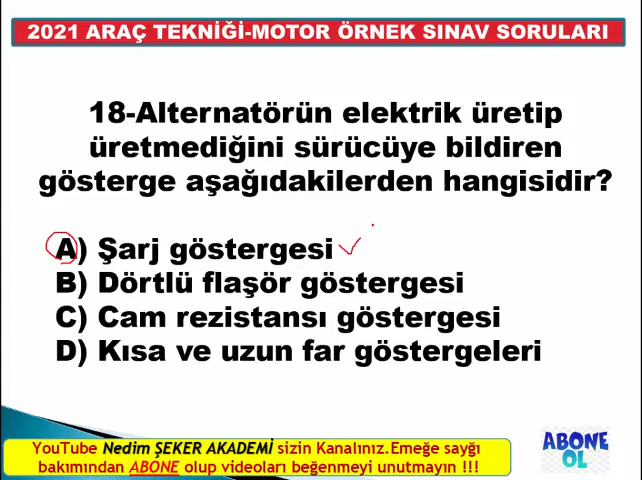 2021 ARAÇ TEKNİĞİ-MOTOR ÖRNEK SINAV SORULARI
18-Alternatörün elektrik üretip
üretmediğini sürücüye bildiren
gösterge aşağıdakilerden hangisidir?
A) Şarj göstergesi
B) Dörtlü flaşör göstergesi
C) Cam rezistansı göstergesi
D) Kısa ve uzun far göstergeleri
YouTube Nedim ŞEKER AKADEMİ sizin Kanalınız.Emeğe sayğı
bakımından ABONE olup videoları beğenmeyi unutmayın !!!
ABONE
OL